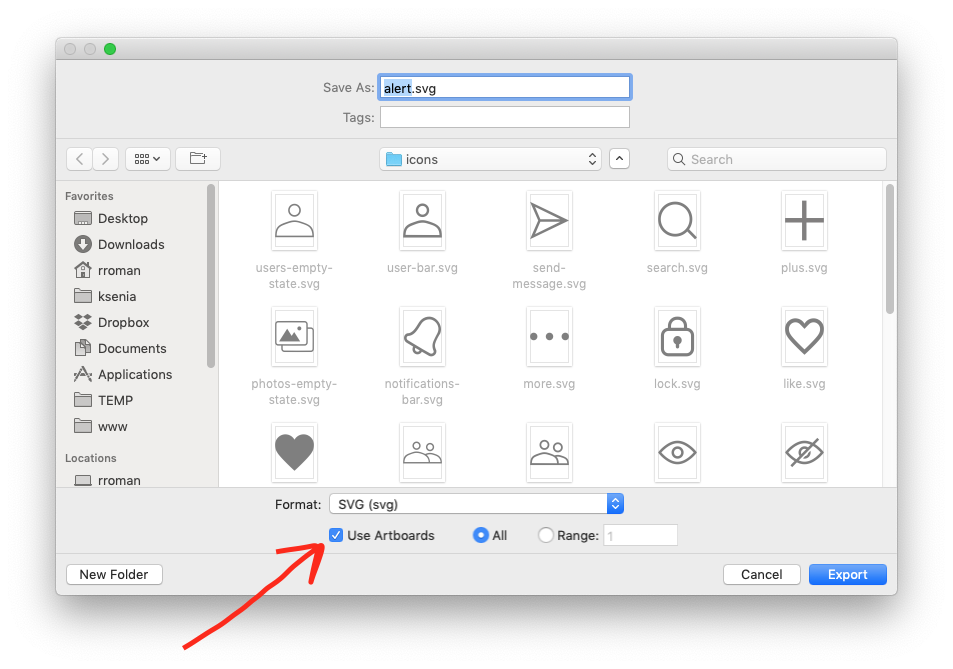 Save As: alert.svg
Tags:
icons
Search
Favorites
Desktop
Downloads
rroman
ksenia
Dropbox
Documents
Applications
TEMP
www
Locations
rroman
users-empty-
state.svg
user-bar.svg
send-
message.svg
search.svg
plus.svg
photos-empty-
state.svg
notifications-
bar.svg
more.svg
lock.svg
like.svg
Format: SVG (svg)
Use Artboards All Range: 1
New Folder Cancel Export